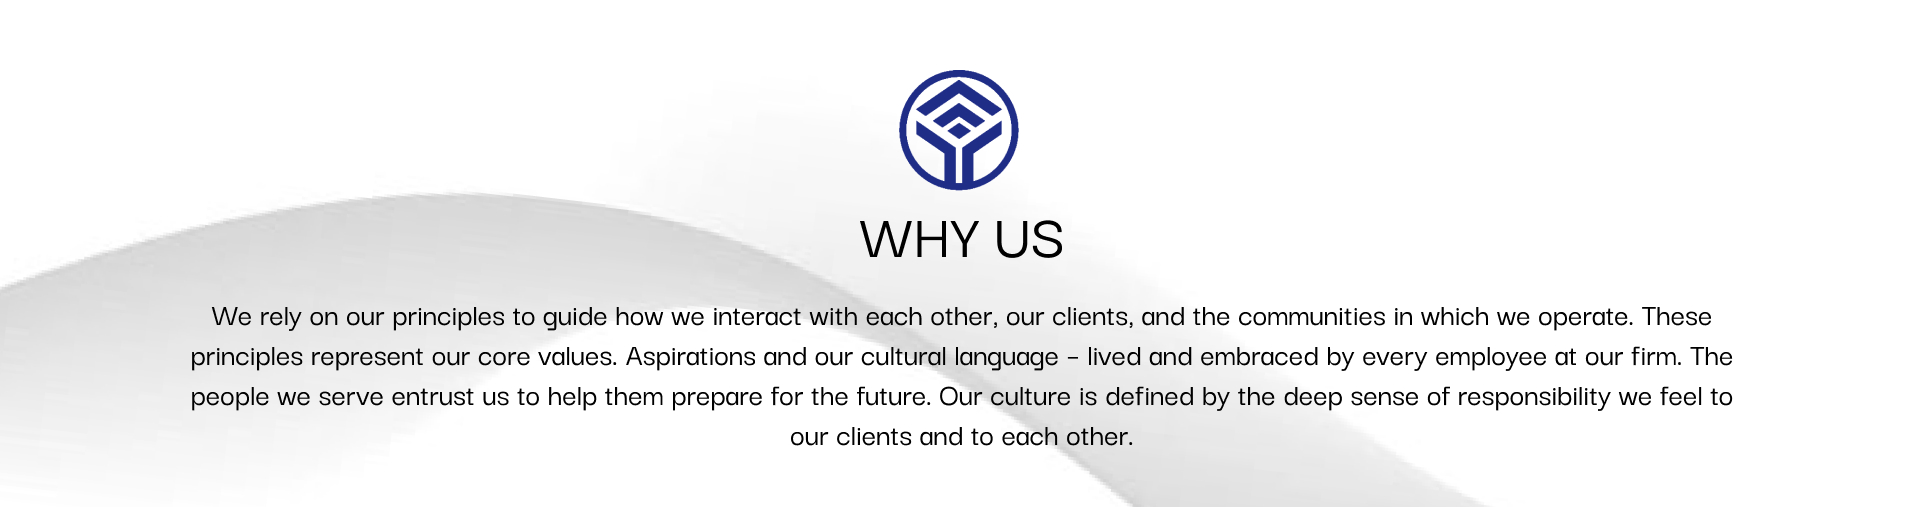 WHY US
We rely on our principles to guide how we interact with each other, our clients, and the communities in which we operate. These
principles represent our core values. Aspirations and our cultural language – lived and embraced by every employee at our firm. The
people we serve entrust us to help them prepare for the future. Our culture is defined by the deep sense of responsibility we feel to
our clients and to each other.